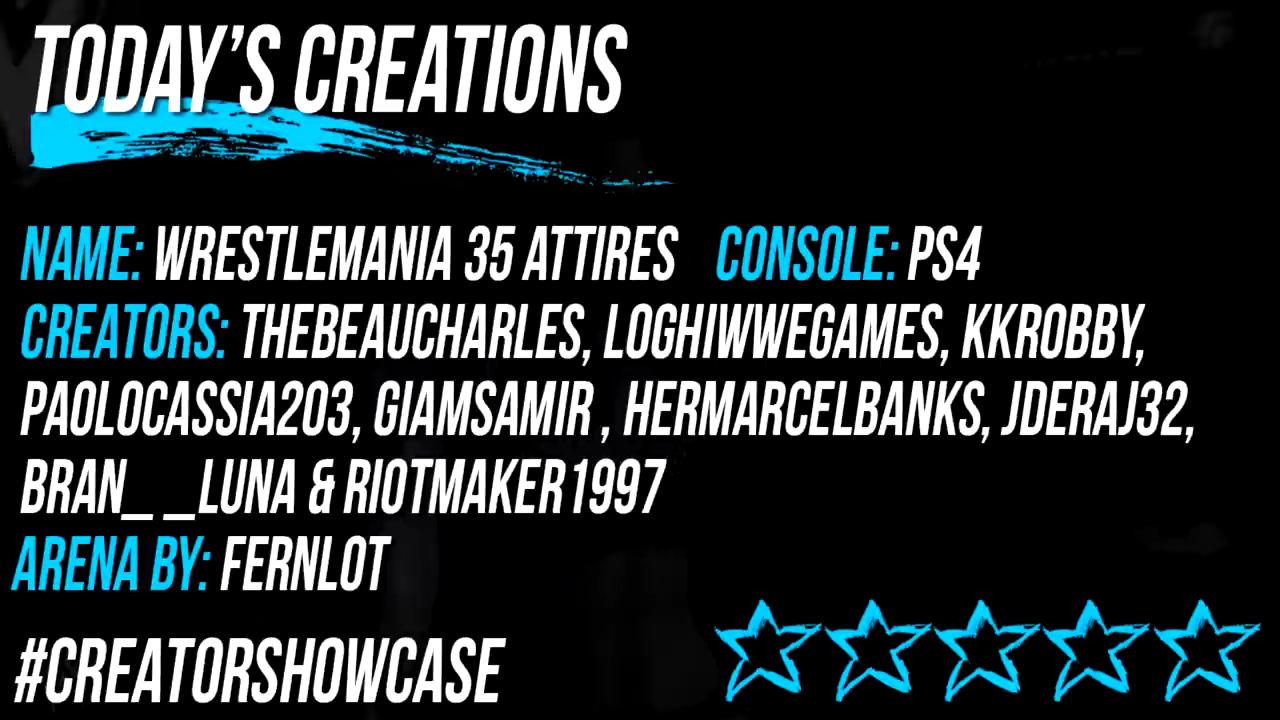 TODAY'S CREATIONS
NAME: WRESTLEMANIA 35 ATTIRES CONSOLE: PS4
CREATORS: THEBEAUCHARLES, LOGHIWWEGAMES, KKROBBY,
PAOLOCASSIA203, GIAMSAMIR , HERMARCELBANKS, JDERAJ32,
BRAN_ _LUNA & RIOTMAKER1997
ARENA BY: FERNLOT
#CREATORSHOWCASE